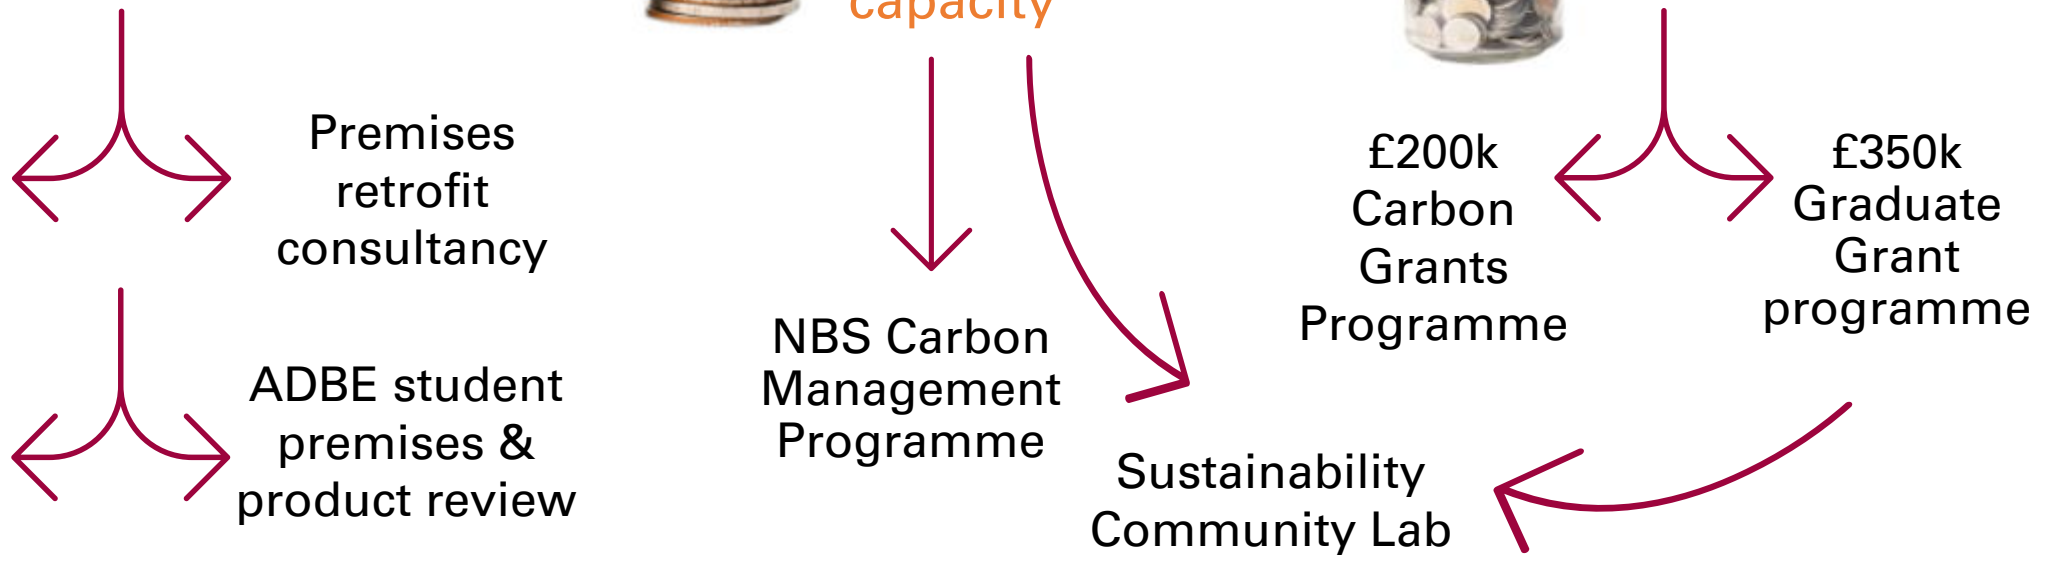 capacity
Premises
retrofit
consultancy
ADBE student
premises &
product review
NBS Carbon
Management
Programme
Sustainability
Community Lab
£200k
Carbon
Grants
Programme
£350k
Graduate
Grant
programme